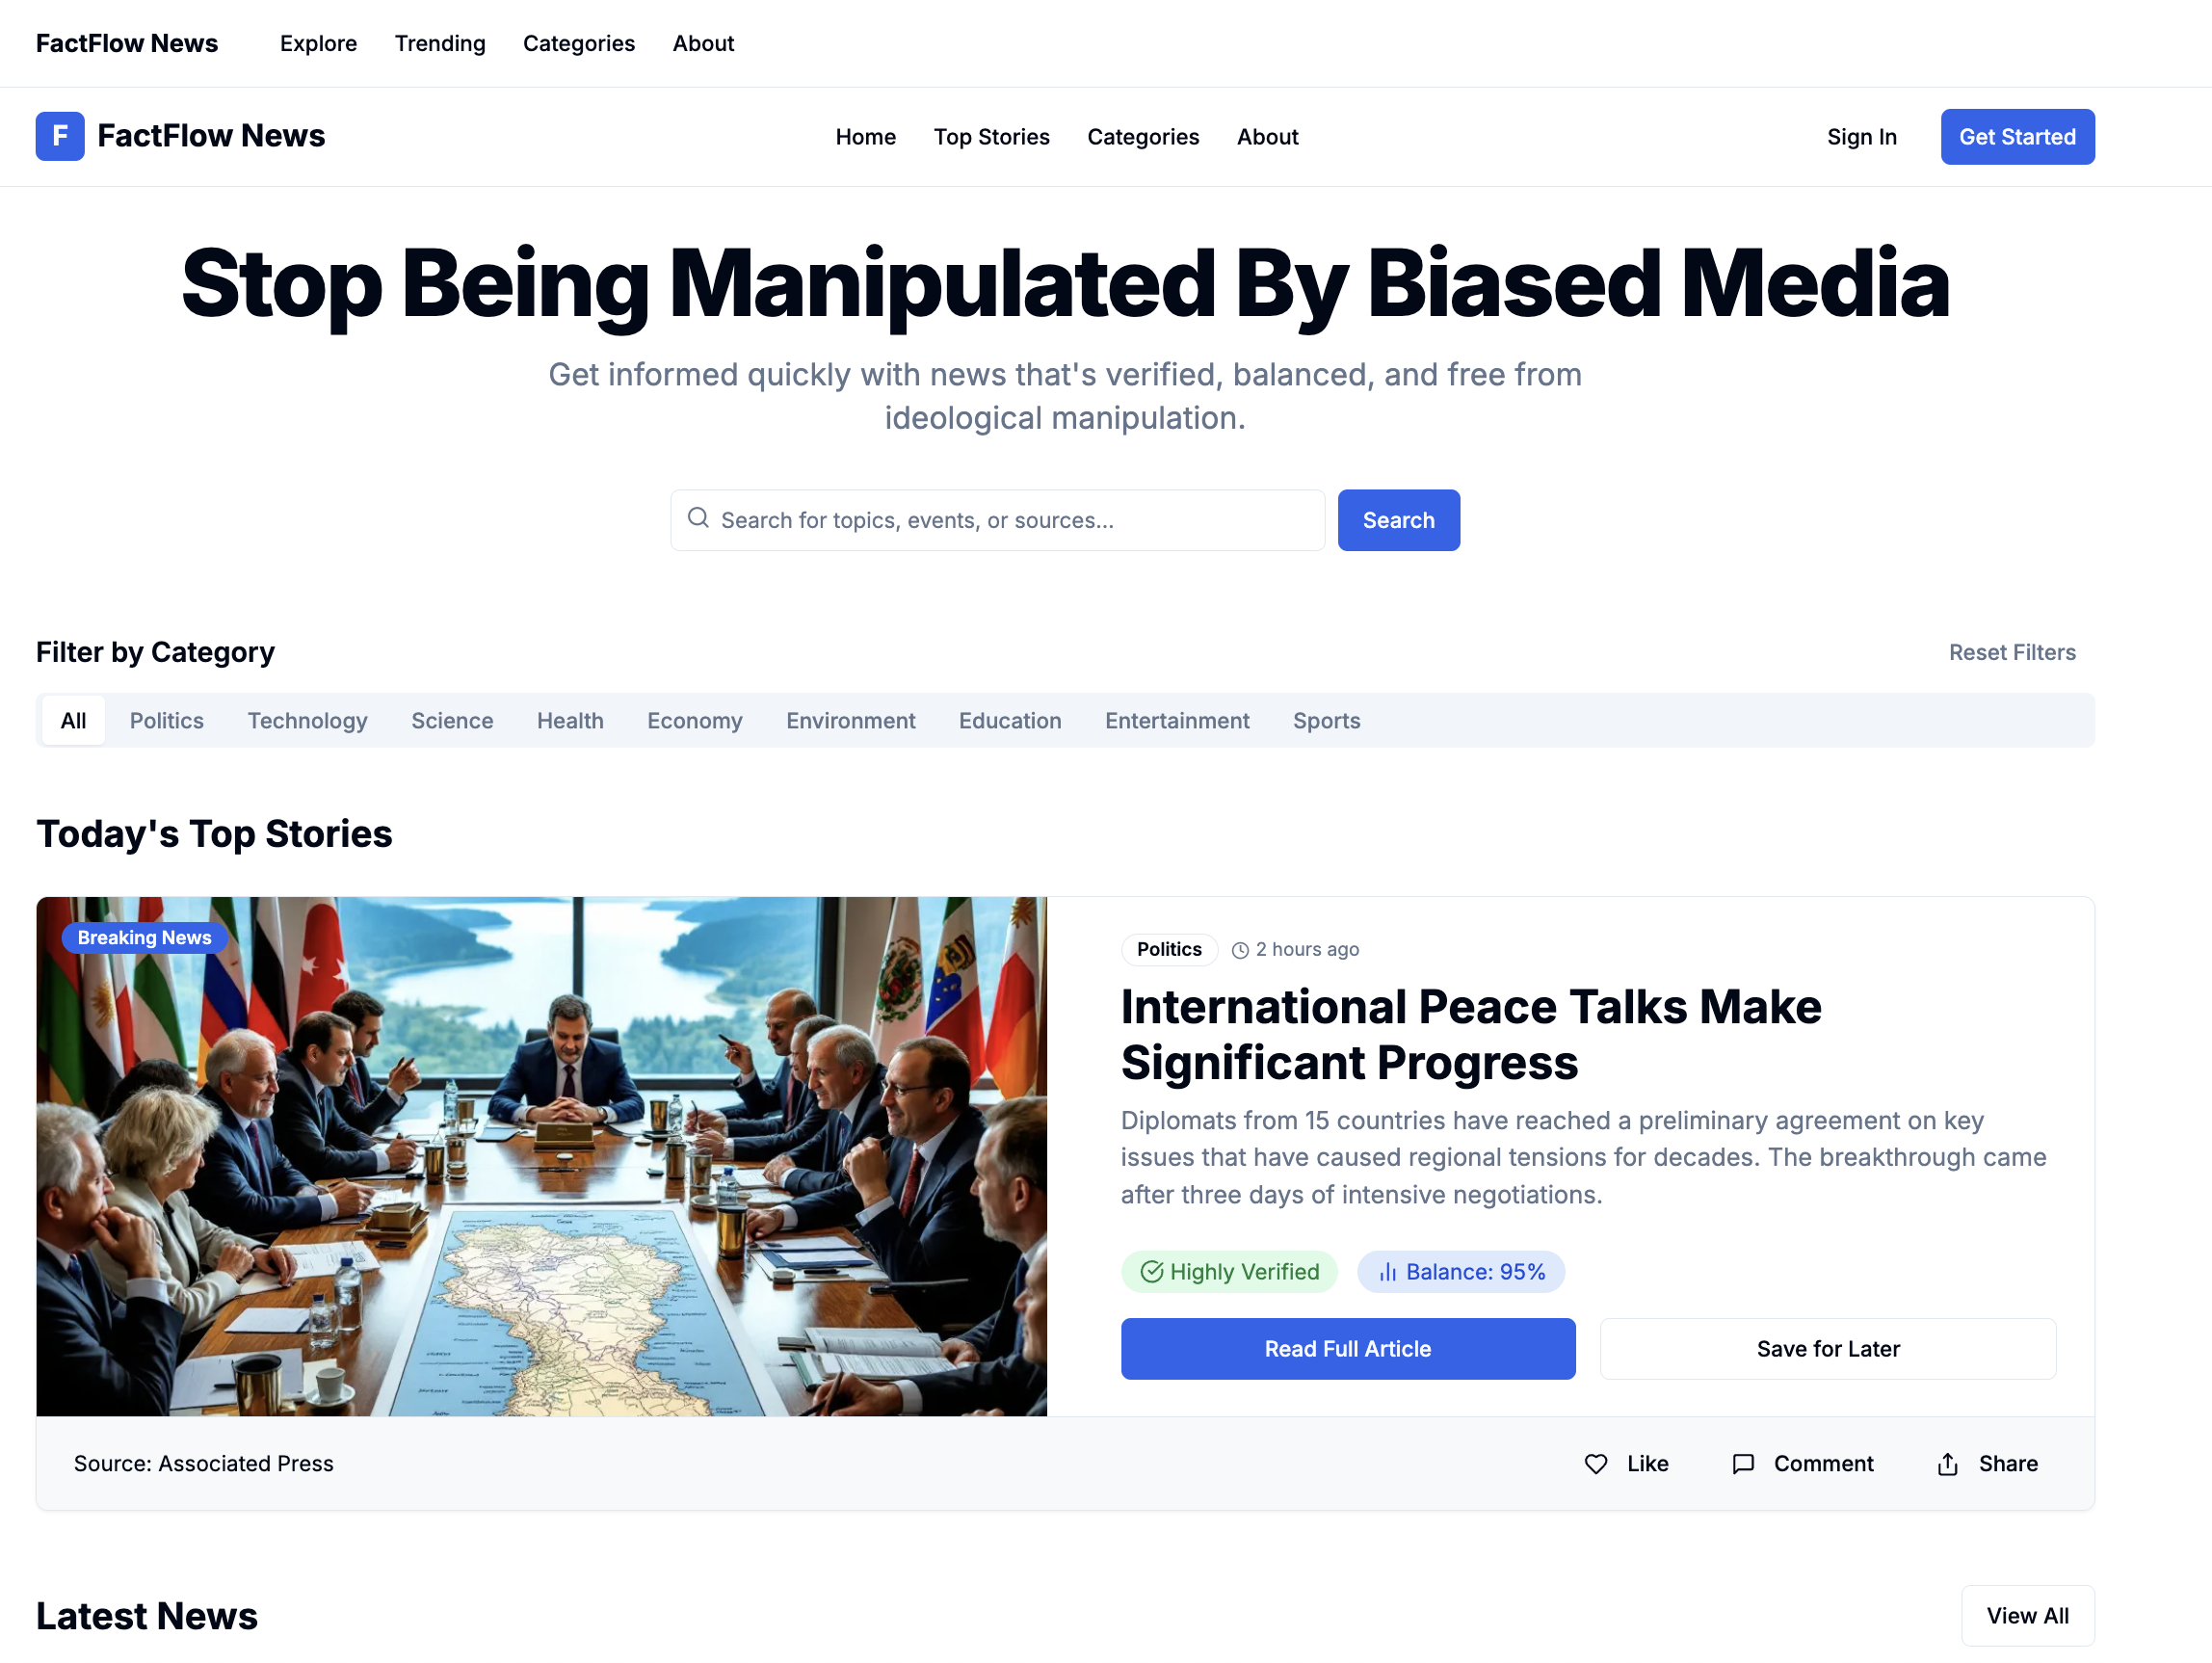 FactFlow News Explore Trending Categories About
F FactFlow News Home Top Stories Categories About Sign In Get Started
Stop Being Manipulated By Biased Media
Get informed quickly with news that's verified, balanced, and free from
ideological manipulation.
Search for topics, events, or sources... Search
Filter by Category Reset Filters
All Politics Technology Science Health Economy Environment Education Entertainment Sports
Today's Top Stories
Breaking News
Politics 2 hours ago
International Peace Talks Make
Significant Progress
Diplomats from 15 countries have reached a preliminary agreement on key
issues that have caused regional tensions for decades. The breakthrough came
after three days of intensive negotiations.
Highly Verified Balance: 95%
Read Full Article Save for Later
Source: Associated Press Like Comment Share
Latest News View All